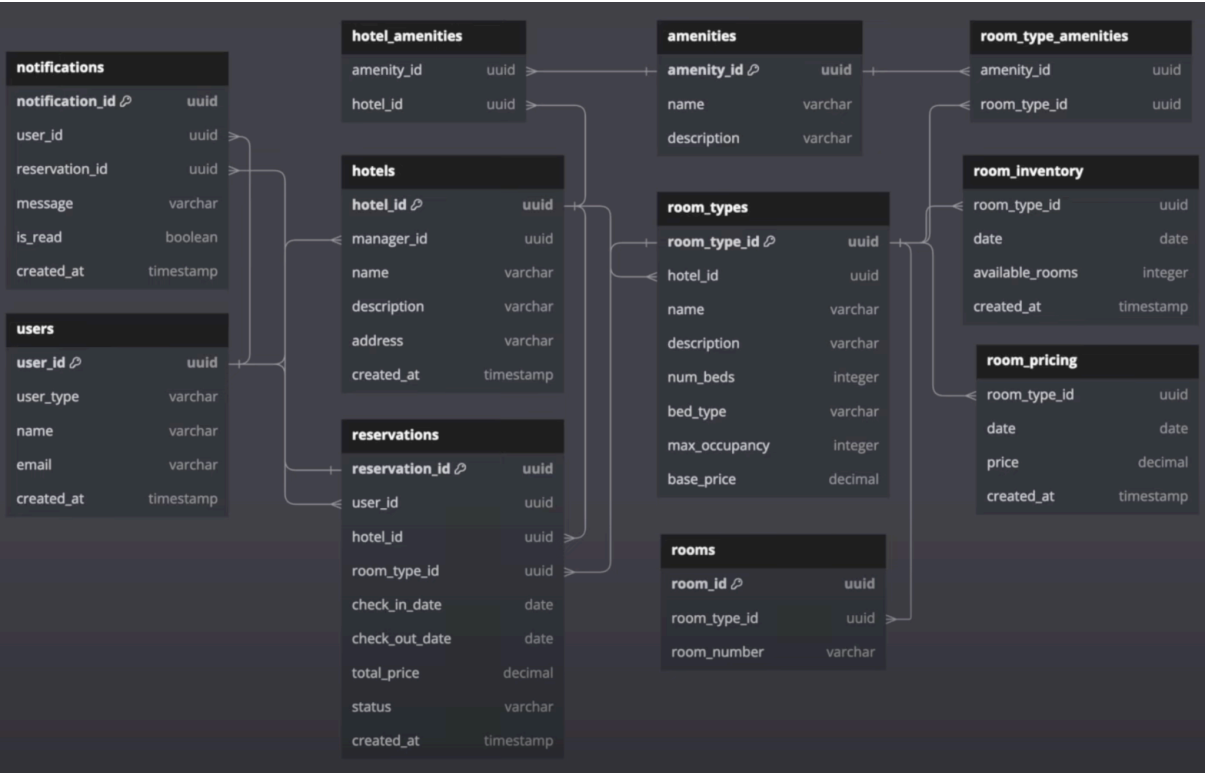 notifications
notification_id uuid
user_id uuid
reservation_id uuid
message varchar
is_read boolean
created_at timestamp
users
user_id uuid
user_type varchar
name varchar
email varchar
created_at timestamp
hotel_amenities
amenity_id uuid
hotel_id uuid
hotels
hotel_id uuid
manager_id uuid
name varchar
description varchar
address varchar
created_at timestamp
reservations
reservation_id uuid
user_id uuid
hotel_id uuid
room_type_id uuid
check_in_date date
check_out_date date
total_price decimal
status varchar
created_at timestamp
amenities
amenity_id uuid
name varchar
description varchar
room_types
room_type_id uuid
hotel_id uuid
name varchar
description varchar
num_beds integer
bed_type varchar
max_occupancy integer
base_price decimal
rooms
room_id uuid
room_type_id uuid
room_number varchar
room_type_amenities
amenity_id uuid
room_type_id uuid
room_inventory
room_type_id uuid
date date
available_rooms integer
created_at timestamp
room_pricing
room_type_id uuid
date date
price decimal
created_at timestamp